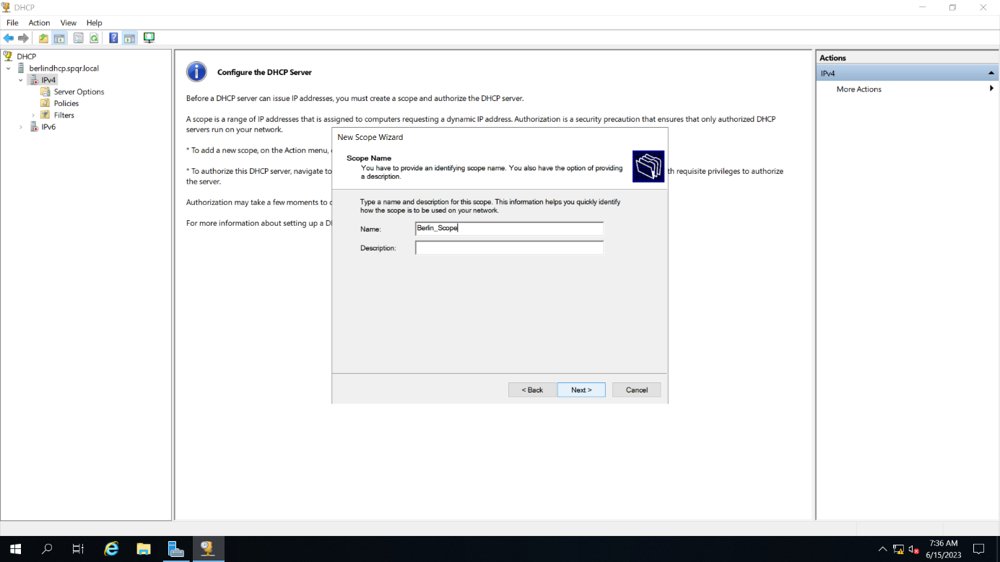 DHCP
File Action View Help
DHCP
berlindhcp.spqr.local
IPv4
Server Options
Policies
Filters
IPv6
Configure the DHCP Server
Before a DHCP server can issue IP addresses, you must create a scope and authorize the DHCP server.
A scope is a range of IP addresses that is assigned to computers requesting a dynamic IP address. Authorization is a security precaution that ensures that only authorized DHCP
servers run on your network.
* To add a new scope, on the Action menu,
* To authorize this DHCP server, navigate to
requisite privileges to authorize
the server.
Authorization may take a few moments to
For more information about setting up a
New Scope Wizard
Scope Name
You have to provide an identifying scope name. You also have the option of providing
a description.
Type a name and description for this scope. This information helps you quickly identify
how the scope is to be used on your network.
Name: Berlin_Scope
Description:
< Back Next > Cancel
Actions
IPv4
More Actions
7:36 AM
6/15/2023